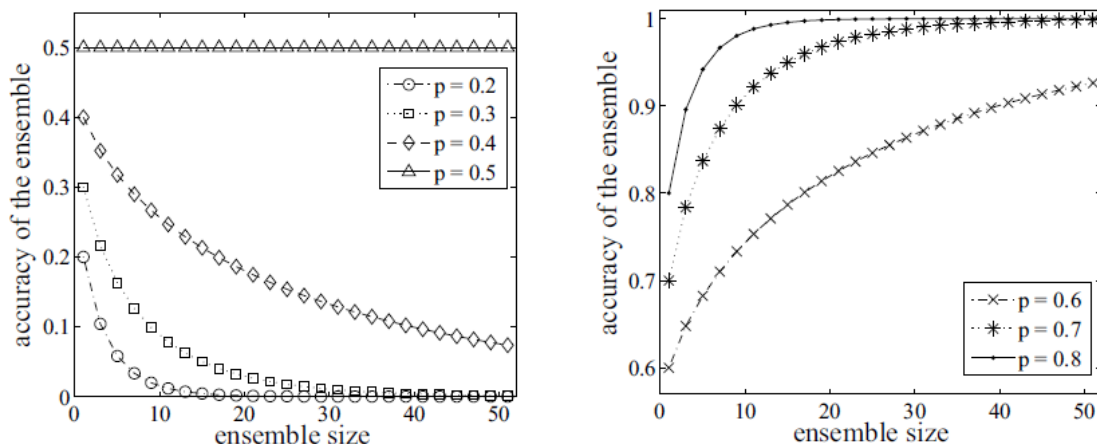 accuracy of the ensemble
0.5
0.4
0.3
0.2
0.1
0
p = 0.2
p = 0.3
p = 0.4
p = 0.5
0 10 20 30 40 50
ensemble size
accuracy of the ensemble
1
0.9
0.8
0.7
0.6
p = 0.6
p = 0.7
p = 0.8
0 10 20 30 40 50
ensemble size